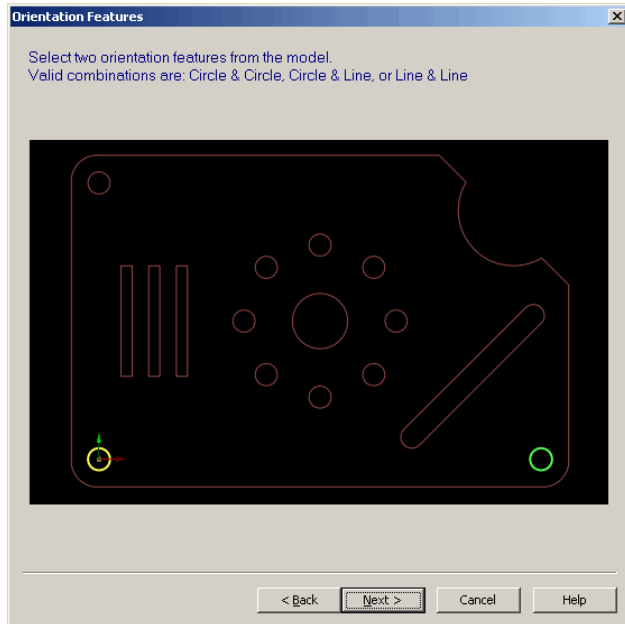 Orientation Features
Select two orientation features from the model.
Valid combinations are: Circle & Circle, Circle & Line, or Line & Line
< Back
Next >
Cancel
Help